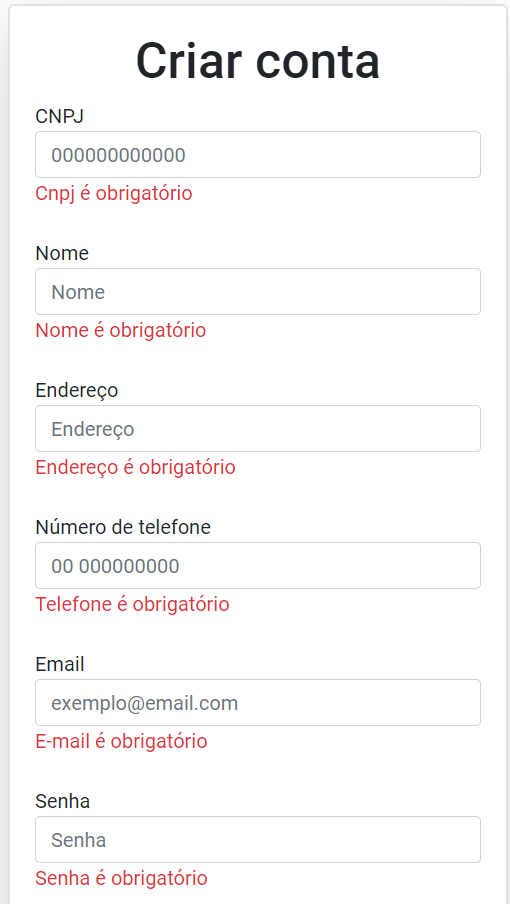 Criar conta
CNPJ
000000000000
Cnpj é obrigatório
Nome
Nome
Nome é obrigatório
Endereço
Endereço
Endereço é obrigatório
Número de telefone
00 000000000
Telefone é obrigatório
Email
exemplo@email.com
E-mail é obrigatório
Senha
Senha
Senha é obrigatório